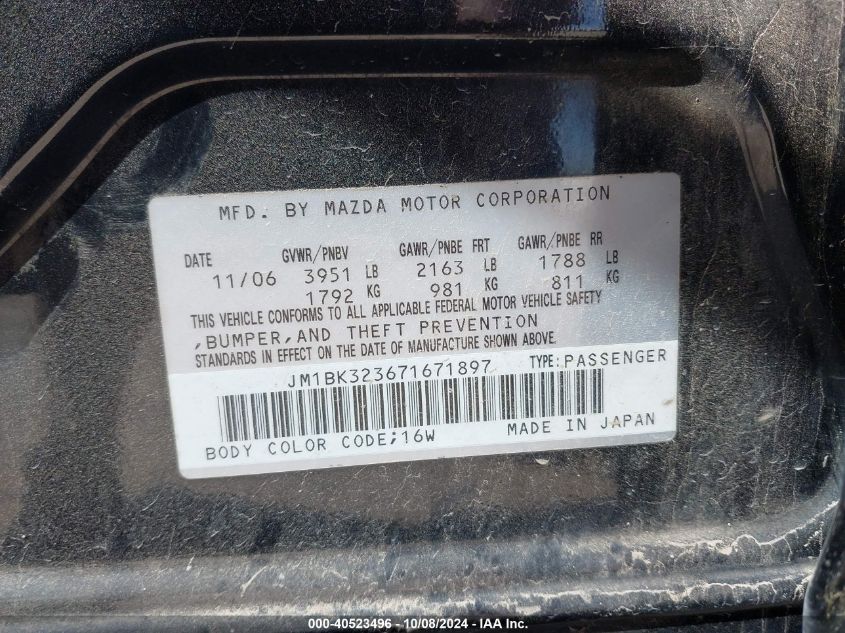 MFD. BY MAZDA MOTOR CORPORATION
DATE GVWR/PNBV GAWR/PNBE FRT GAWR/PNBE RR
11/06 3951 LB 2163 LB 1788 LB
1792 KG 981 KG 811 KG
THIS VEHICLE CONFORMS TO ALL APPLICABLE FEDERAL MOTOR VEHICLE SAFETY
,BUMPER,AND THEFT PREVENTION
STANDARDS IN EFFECT ON THE DATE OF MANUFACTURE SHOWN ABOVE.
JM1BK323671671897 TYPE:PASSENGER
BODY COLOR CODE;16W MADE IN JAPAN
000-40523496 - 10/08/2024 - IAA Inc.